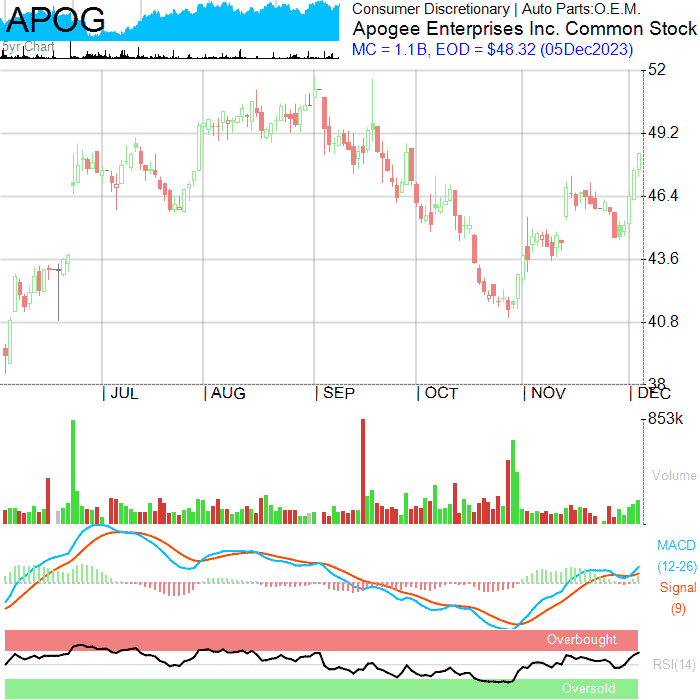 APOG
5yr Chart
Consumer Discretionary | Auto Parts:O.E.M.
Apogee Enterprises Inc. Common Stock
MC = 1.1B, EOD = $48.32 (05Dec2023)
52
49.2
46.4
43.6
40.8
38
| JUL | AUG | SEP | OCT | NOV | DEC
853k
Volume
MACD
(12-26)
Signal
(9)
Overbought
RSI(14)
Oversold